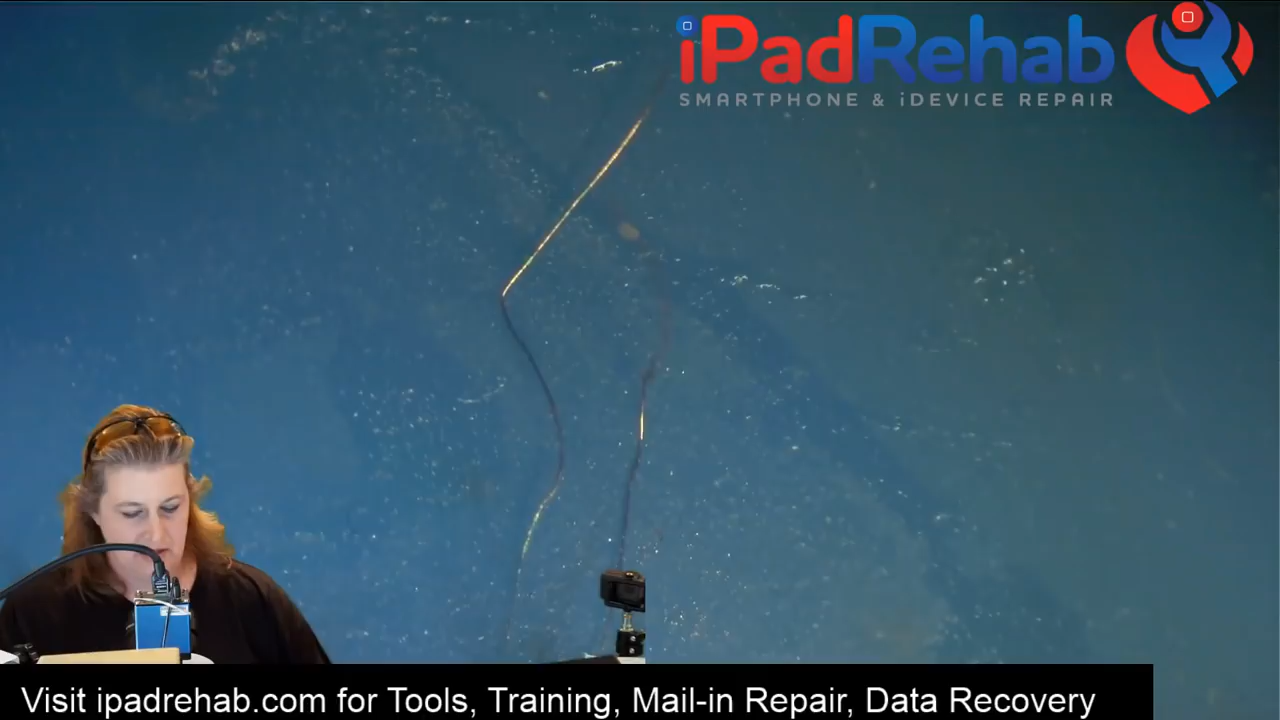 iPadRehab
SMARTPHONE & iDEVICE REPAIR
Visit ipadrehab.com for Tools, Training, Mail-in Repair, Data Recovery